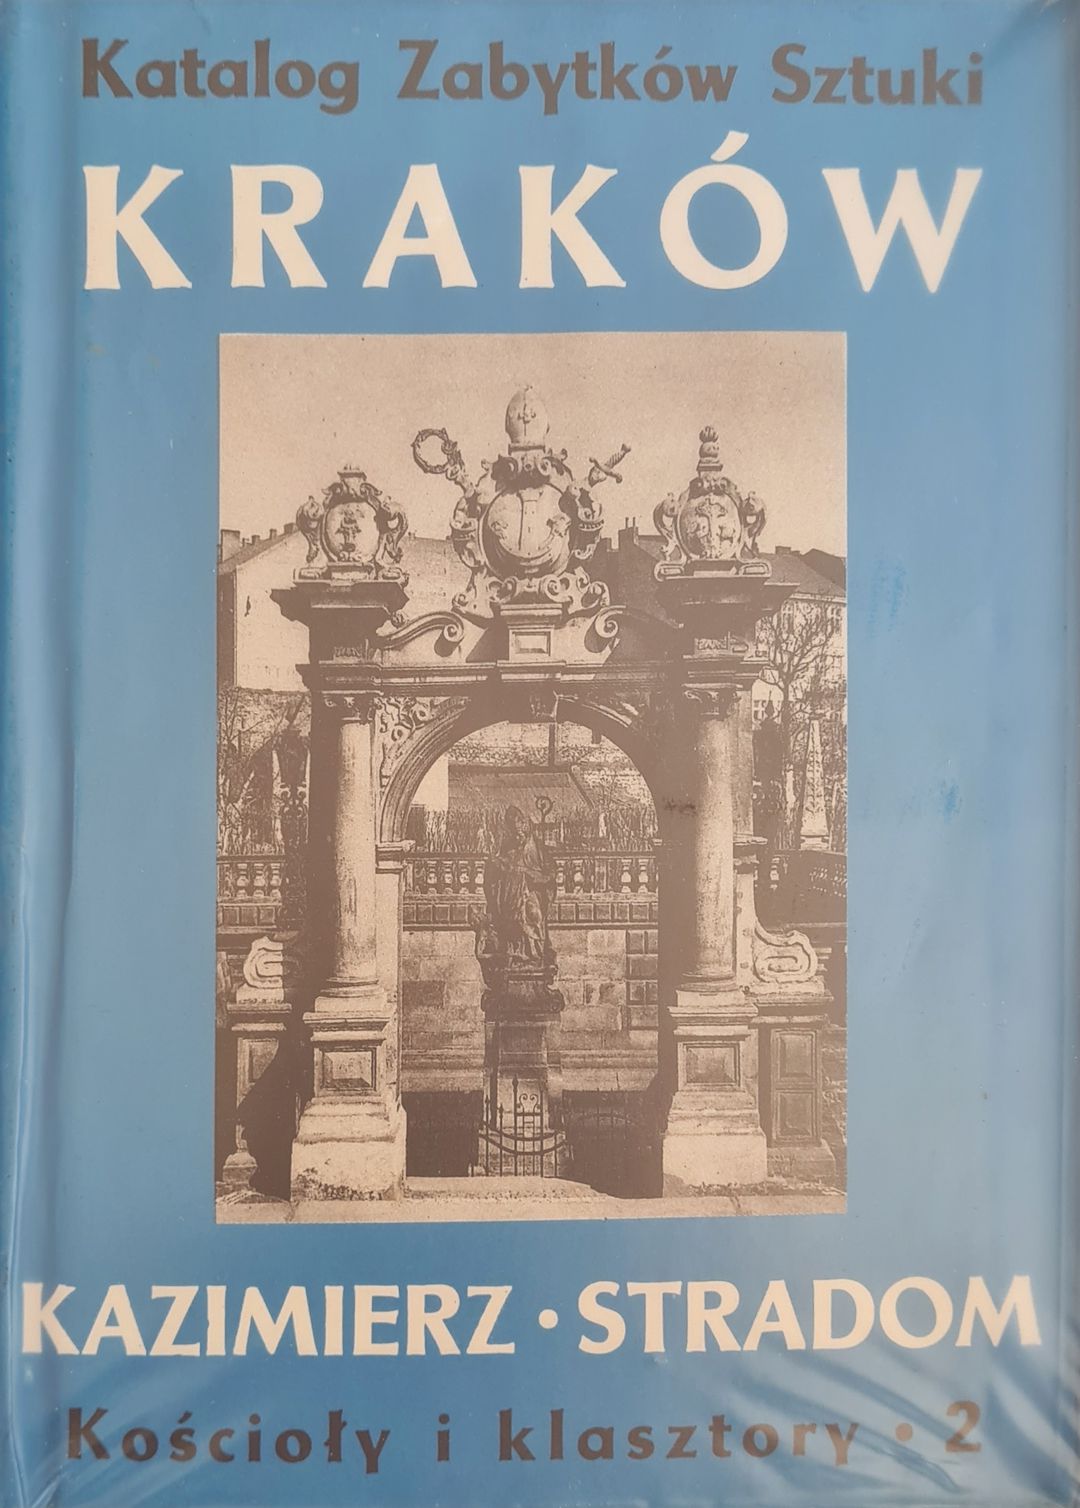 Katalog Zabytków Sztuki
KRAKÓW
KAZIMIERZ • STRADOM
Kościoły i klasztory • 2